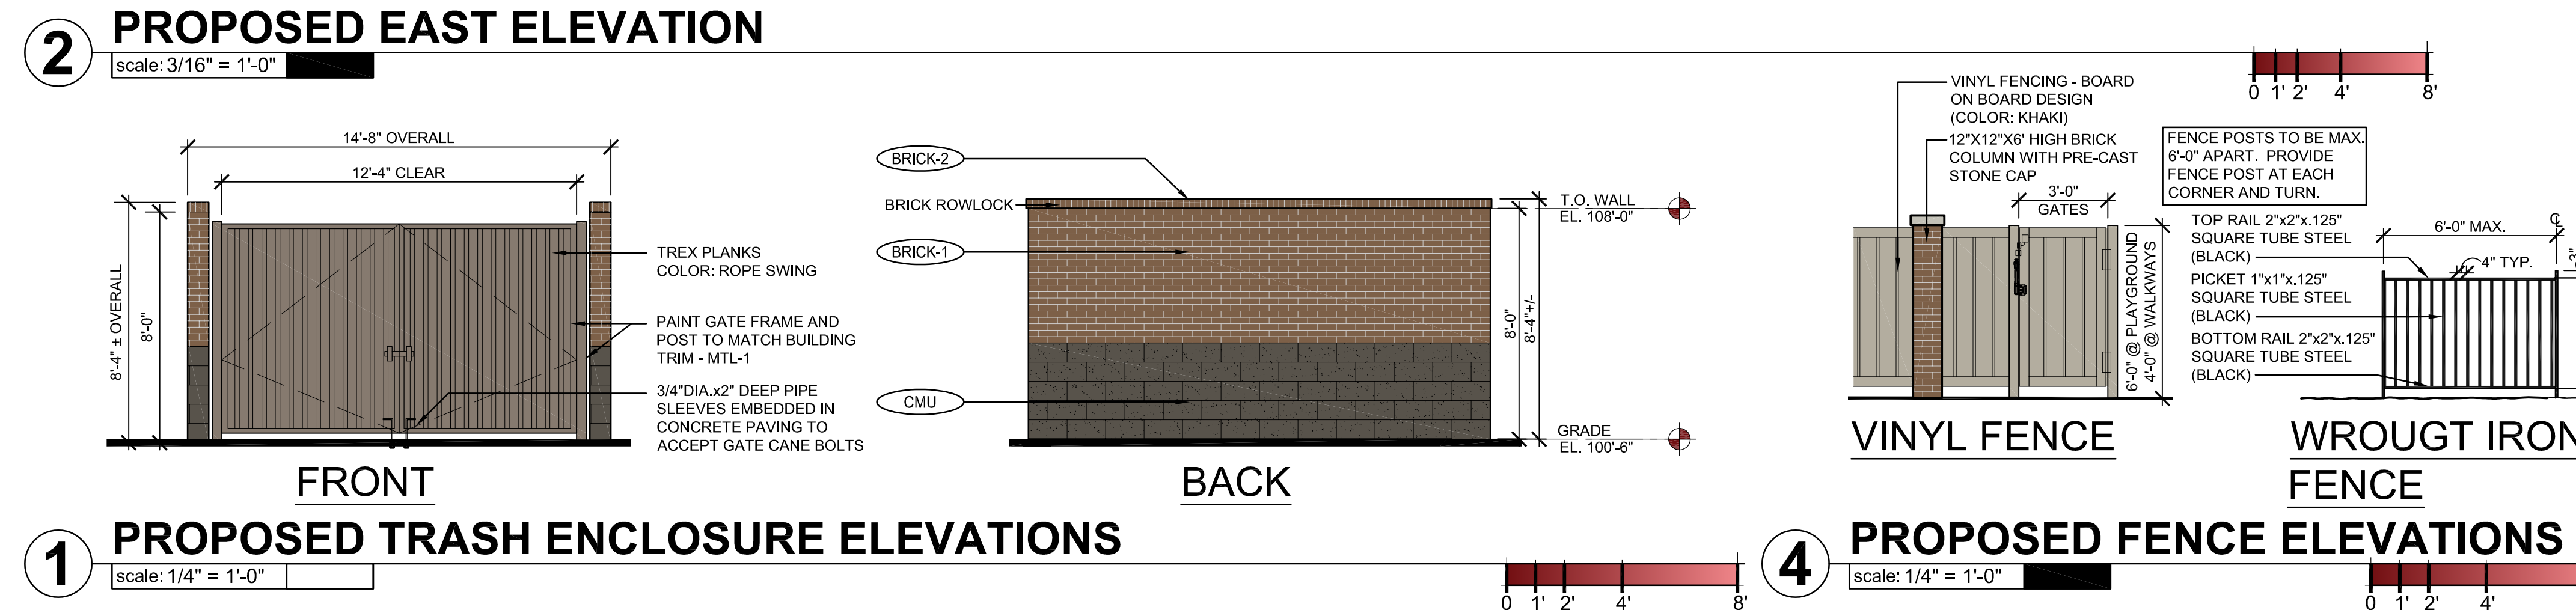 2
PROPOSED EAST ELEVATION
scale: 3/16" = 1'-0"
0 1' 2' 4' 8'
14'-8" OVERALL
12'-4" CLEAR
8'-4" ± OVERALL
8'-0"
TREX PLANKS
COLOR: ROPE SWING
PAINT GATE FRAME AND
POST TO MATCH BUILDING
TRIM - MTL-1
3/4"DIA.x2" DEEP PIPE
SLEEVES EMBEDDED IN
CONCRETE PAVING TO
ACCEPT GATE CANE BOLTS
FRONT
BRICK-2
BRICK ROWLOCK
BRICK-1
CMU
T.O. WALL
EL. 108'-0"
8'-0"
8'-4"+/-
GRADE
EL. 100'-6"
BACK
1
PROPOSED TRASH ENCLOSURE ELEVATIONS
scale: 1/4" = 1'-0"
0 1' 2' 4' 8'
VINYL FENCING - BOARD
ON BOARD DESIGN
(COLOR: KHAKI)
12"X12"X6' HIGH BRICK
COLUMN WITH PRE-CAST
STONE CAP
3'-0"
GATES
6'-0" @ PLAYGROUND
4'-0" @ WALKWAYS
VINYL FENCE
FENCE POSTS TO BE MAX.
6'-0" APART. PROVIDE
FENCE POST AT EACH
CORNER AND TURN.
TOP RAIL 2"x2"x.125"
SQUARE TUBE STEEL
(BLACK)
PICKET 1"x1"x.125"
SQUARE TUBE STEEL
(BLACK)
BOTTOM RAIL 2"x2"x.125"
SQUARE TUBE STEEL
(BLACK)
6'-0" MAX.
℄
4" TYP.
3"
WROUGT IRON
FENCE
4
PROPOSED FENCE ELEVATIONS
scale: 1/4" = 1'-0"
0 1' 2' 4'